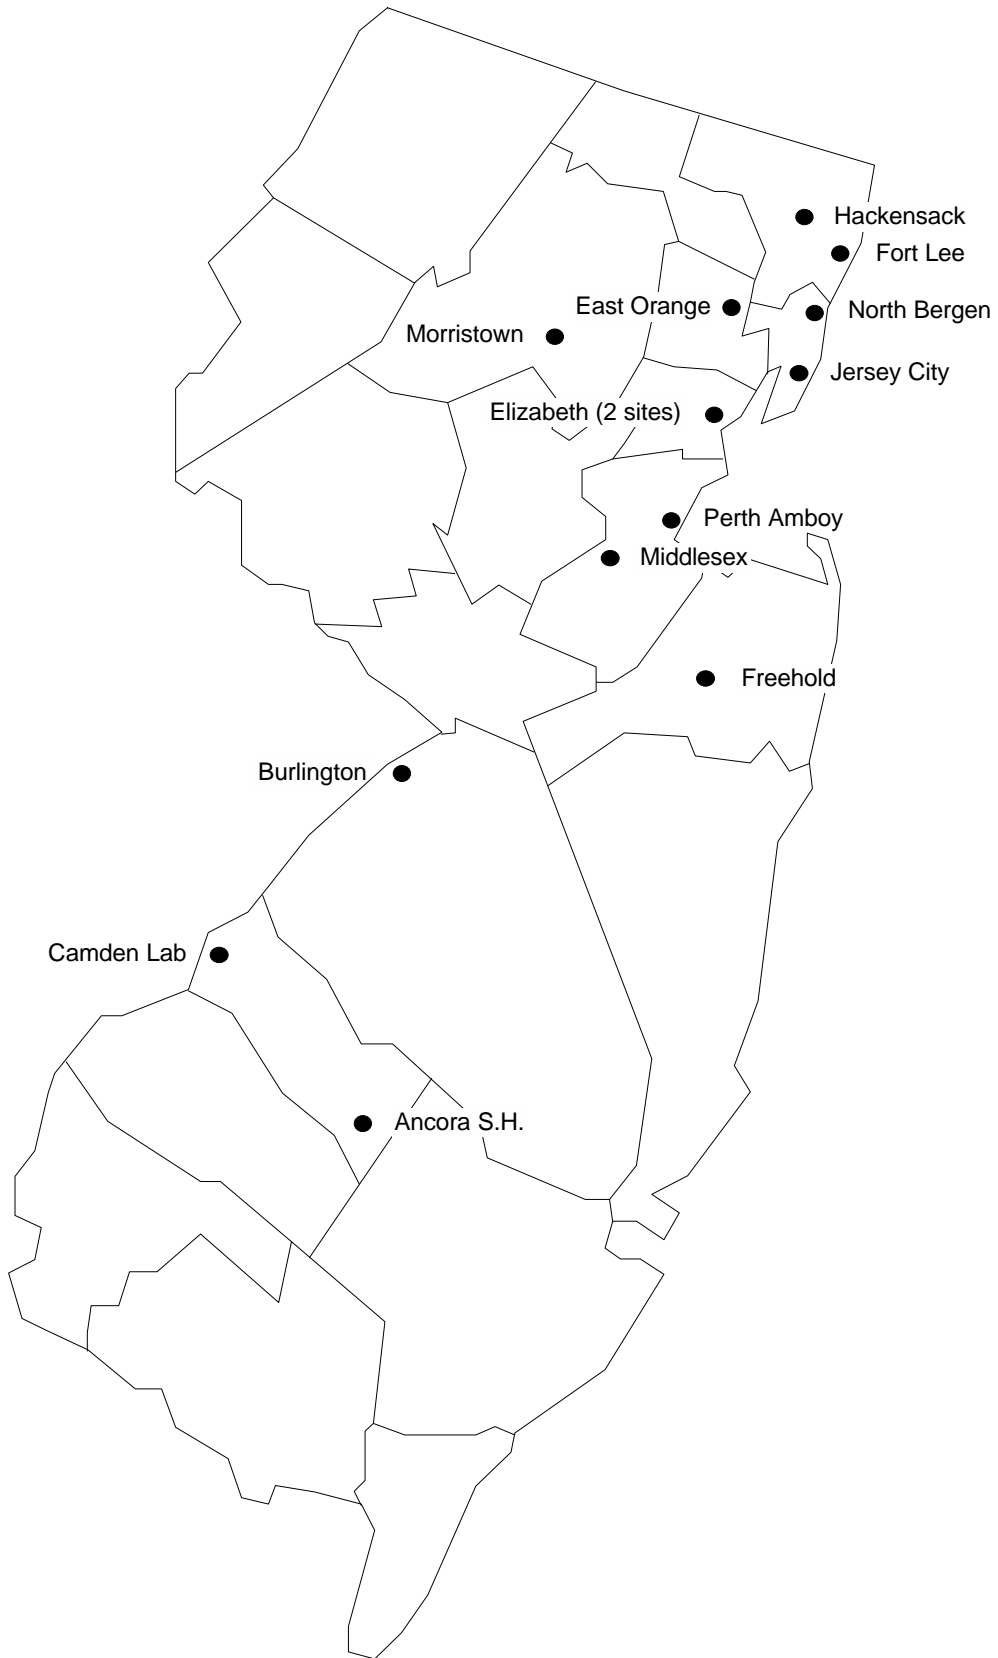 Hackensack
Fort Lee
East Orange
North Bergen
Morristown
Jersey City
Elizabeth (2 sites)
Perth Amboy
Middlesex
Freehold
Burlington
Camden Lab
Ancora S.H.